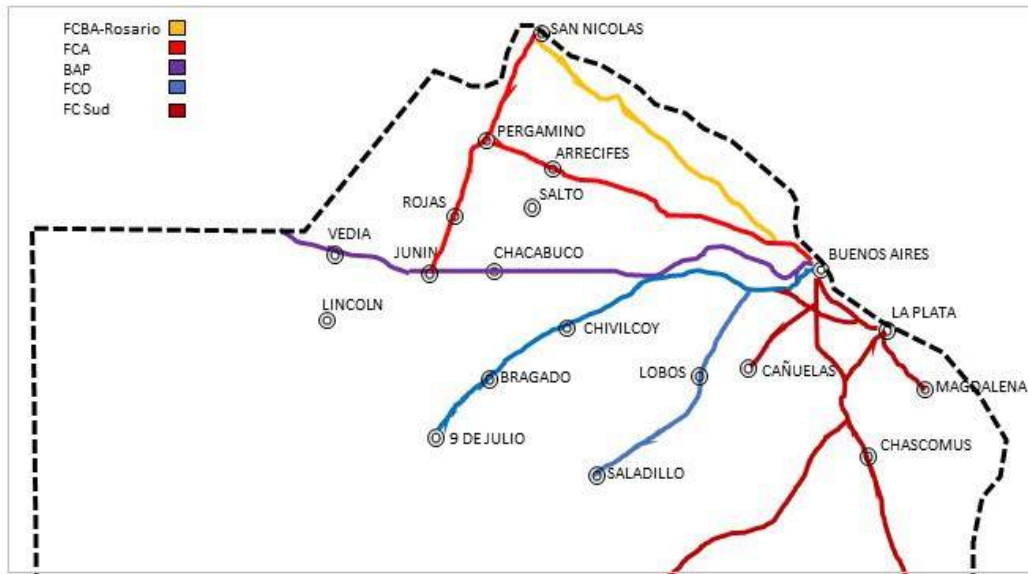 FCBA-Rosario
FCA
BAP
FCO
FC Sud
SAN NICOLAS
PERGAMINO
ARRECIFES
SALTO
ROJAS
VEDIA
JUNIN
CHACABUCO
BUENOS AIRES
LINCOLN
LA PLATA
CHIVILCOY
BRAGADO
LOBOS
CAÑUELAS
MAGDALENA
9 DE JULIO
CHASCOMUS
SALADILLO